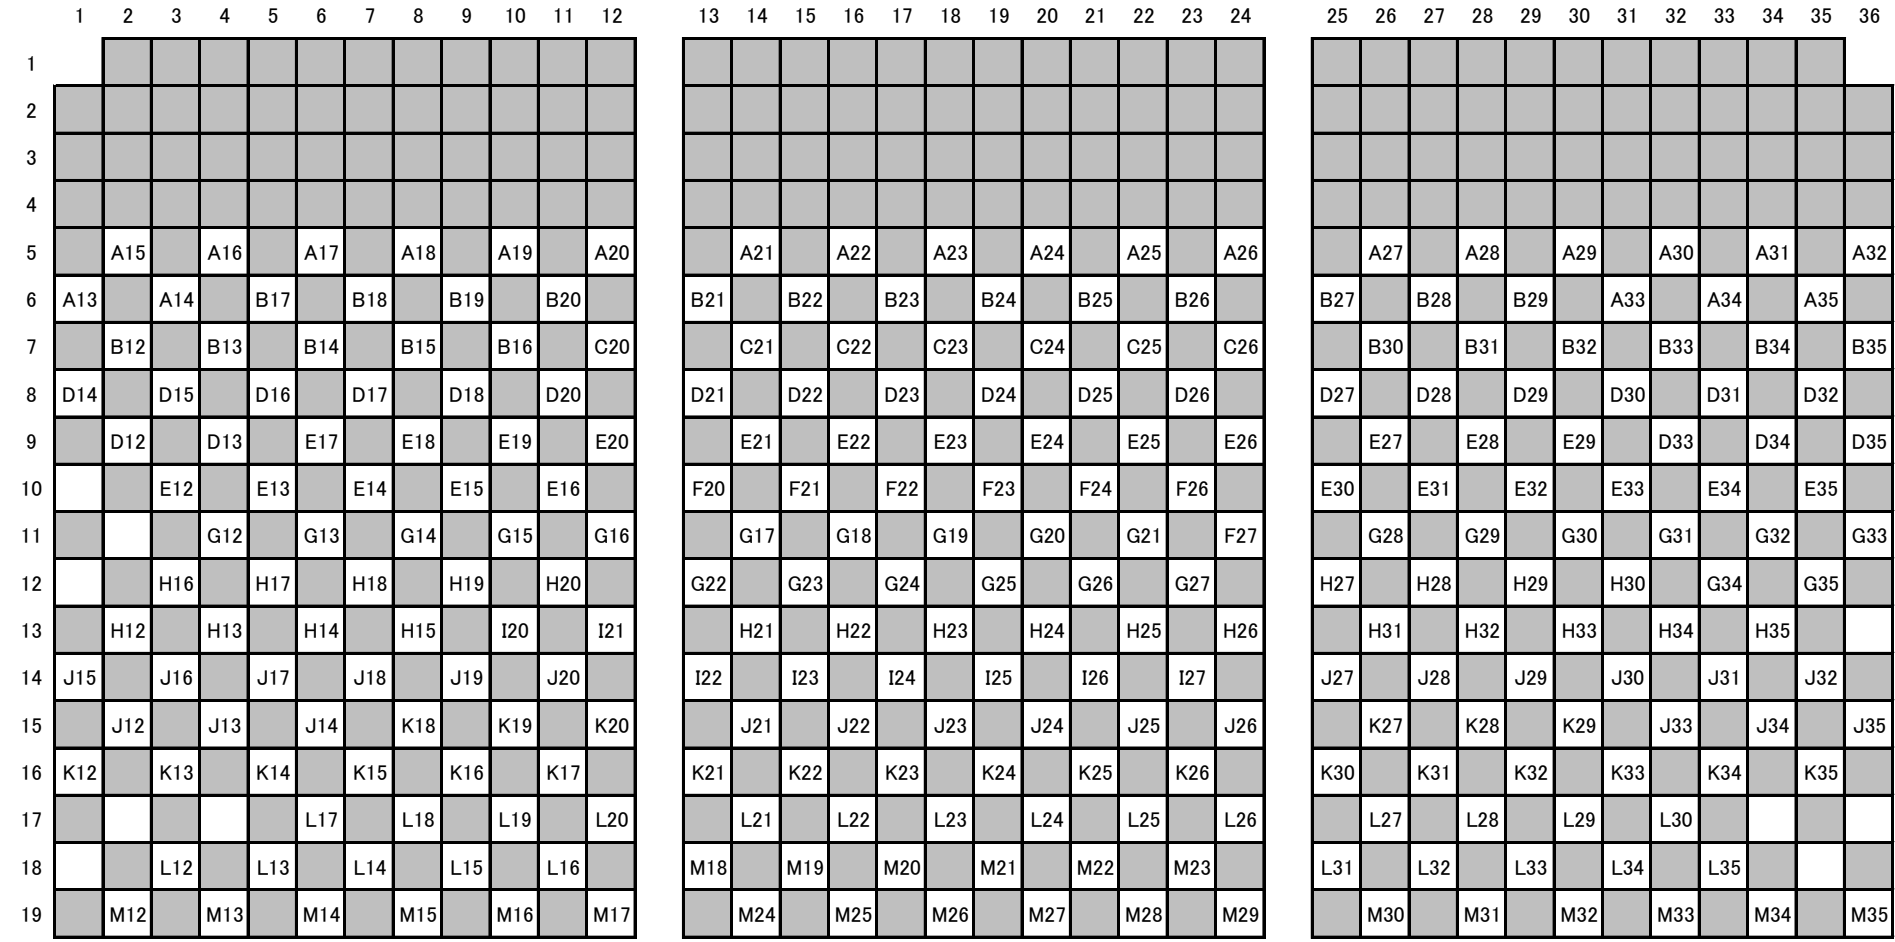 1 2 3 4 5 6 7 8 9 10 11 12 13 14 15 16 17 18 19 20 21 22 23 24 25 26 27 28 29 30 31 32 33 34 35 36
1
2
3
4
5 A15 A16 A17 A18 A19 A20 A21 A22 A23 A24 A25 A26 A27 A28 A29 A30 A31 A32
6 A13 A14 B17 B18 B19 B20 B21 B22 B23 B24 B25 B26 B27 B28 B29 A33 A34 A35
7 B12 B13 B14 B15 B16 C20 C21 C22 C23 C24 C25 C26 B30 B31 B32 B33 B34 B35
8 D14 D15 D16 D17 D18 D20 D21 D22 D23 D24 D25 D26 D27 D28 D29 D30 D31 D32
9 D12 D13 E17 E18 E19 E20 E21 E22 E23 E24 E25 E26 E27 E28 E29 D33 D34 D35
10 E12 E13 E14 E15 E16 F20 F21 F22 F23 F24 F26 E30 E31 E32 E33 E34 E35
11 G12 G13 G14 G15 G16 G17 G18 G19 G20 G21 F27 G28 G29 G30 G31 G32 G33
12 H16 H17 H18 H19 H20 G22 G23 G24 G25 G26 G27 H27 H28 H29 H30 G34 G35
13 H12 H13 H14 H15 I20 I21 H21 H22 H23 H24 H25 H26 H31 H32 H33 H34 H35
14 J15 J16 J17 J18 J19 J20 I22 I23 I24 I25 I26 I27 J27 J28 J29 J30 J31 J32
15 J12 J13 J14 K18 K19 K20 J21 J22 J23 J24 J25 J26 K27 K28 K29 J33 J34 J35
16 K12 K13 K14 K15 K16 K17 K21 K22 K23 K24 K25 K26 K30 K31 K32 K33 K34 K35
17 L17 L18 L19 L20 L21 L22 L23 L24 L25 L26 L27 L28 L29 L30
18 L12 L13 L14 L15 L16 M18 M19 M20 M21 M22 M23 L31 L32 L33 L34 L35
19 M12 M13 M14 M15 M16 M17 M24 M25 M26 M27 M28 M29 M30 M31 M32 M33 M34 M35